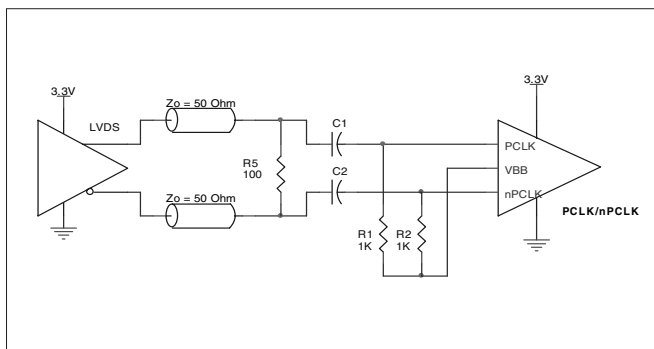 3.3V
LVDS
Zo = 50 Ohm
Zo = 50 Ohm
R5
100
C1
C2
R1
1K
R2
1K
3.3V
PCLK
VBB
nPCLK
PCLK/nPCLK